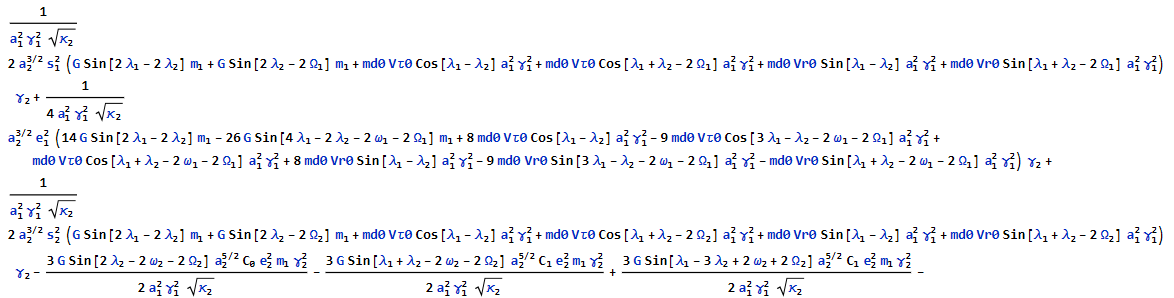 1
a₁² γ₁² √κ₂
2 a₂^3/2 s₁² (G Sin[2 λ₁ - 2 λ₂] m₁ + G Sin[2 λ₂ - 2 Ω₁] m₁ + md0 Vτ0 Cos[λ₁ - λ₂] a₁² γ₁² + md0 Vτ0 Cos[λ₁ + λ₂ - 2 Ω₁] a₁² γ₁² + md0 Vr0 Sin[λ₁ - λ₂] a₁² γ₁² + md0 Vr0 Sin[λ₁ + λ₂ - 2 Ω₁] a₁² γ₁²)
γ₂ + 1 / (4 a₁² γ₁² √κ₂)
a₂^3/2 e₁² (14 G Sin[2 λ₁ - 2 λ₂] m₁ - 26 G Sin[4 λ₁ - 2 λ₂ - 2 ω₁ - 2 Ω₁] m₁ + 8 md0 Vτ0 Cos[λ₁ - λ₂] a₁² γ₁² - 9 md0 Vτ0 Cos[3 λ₁ - λ₂ - 2 ω₁ - 2 Ω₁] a₁² γ₁² +
md0 Vτ0 Cos[λ₁ + λ₂ - 2 ω₁ - 2 Ω₁] a₁² γ₁² + 8 md0 Vr0 Sin[λ₁ - λ₂] a₁² γ₁² - 9 md0 Vr0 Sin[3 λ₁ - λ₂ - 2 ω₁ - 2 Ω₁] a₁² γ₁² - md0 Vr0 Sin[λ₁ + λ₂ - 2 ω₁ - 2 Ω₁] a₁² γ₁²) γ₂ +
1
a₁² γ₁² √κ₂
2 a₂^3/2 s₂² (G Sin[2 λ₁ - 2 λ₂] m₁ + G Sin[2 λ₂ - 2 Ω₂] m₁ + md0 Vτ0 Cos[λ₁ - λ₂] a₁² γ₁² + md0 Vτ0 Cos[λ₁ + λ₂ - 2 Ω₂] a₁² γ₁² + md0 Vr0 Sin[λ₁ - λ₂] a₁² γ₁² + md0 Vr0 Sin[λ₁ + λ₂ - 2 Ω₂] a₁² γ₁²)
γ₂ - 3 G Sin[2 λ₂ - 2 ω₂ - 2 Ω₂] a₂^5/2 C₀ e₂² m₁ γ₂² / (2 a₁² γ₁² √κ₂) - 3 G Sin[λ₁ + λ₂ - 2 ω₂ - 2 Ω₂] a₂^5/2 C₁ e₂² m₁ γ₂² / (2 a₁² γ₁² √κ₂) + 3 G Sin[λ₁ - 3 λ₂ + 2 ω₂ + 2 Ω₂] a₂^5/2 C₁ e₂² m₁ γ₂² / (2 a₁² γ₁² √κ₂) -